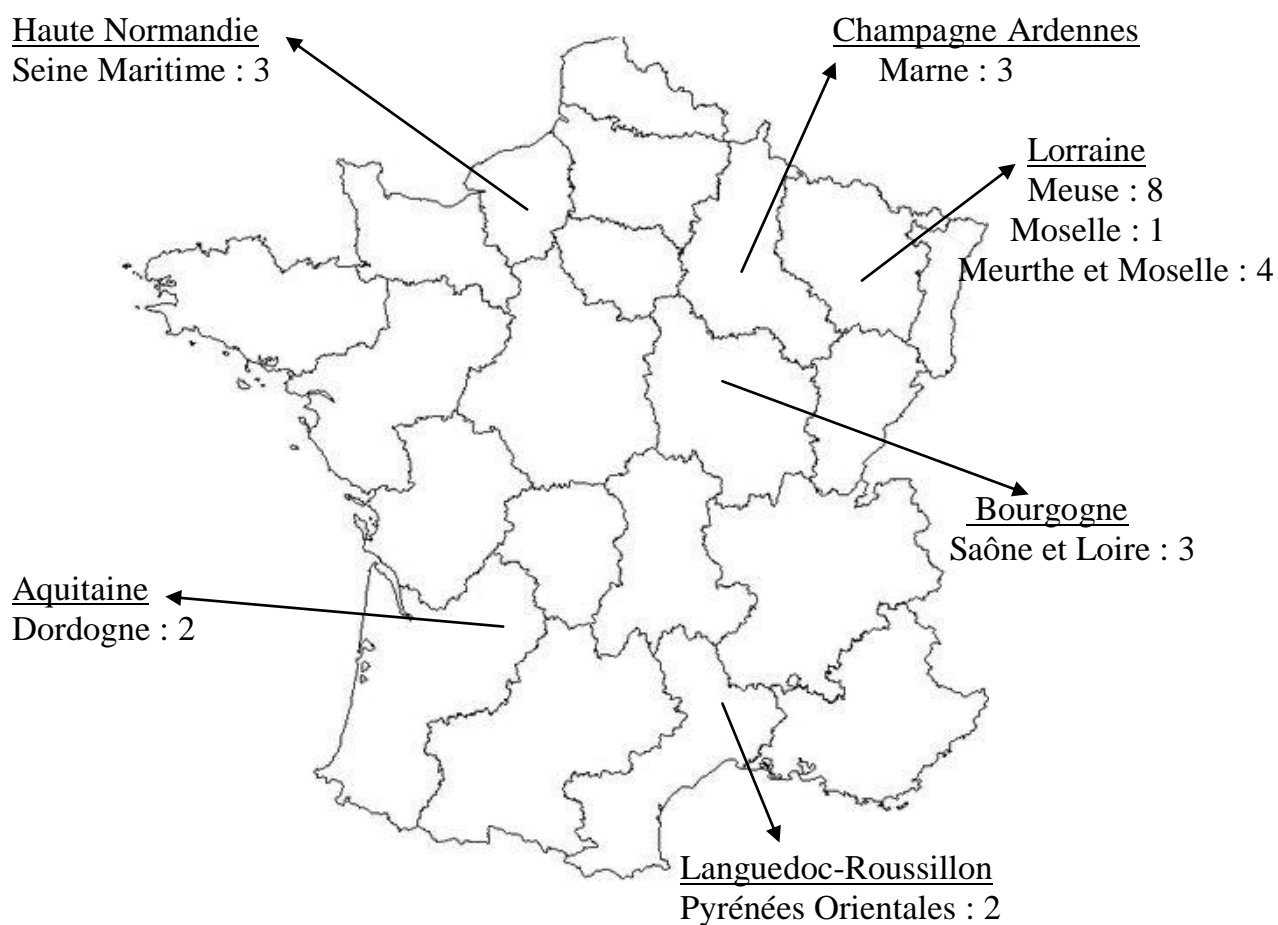 Haute Normandie
Seine Maritime : 3
Champagne Ardennes
Marne : 3
Lorraine
Meuse : 8
Moselle : 1
Meurthe et Moselle : 4
Bourgogne
Saône et Loire : 3
Aquitaine
Dordogne : 2
Languedoc-Roussillon
Pyrénées Orientales : 2